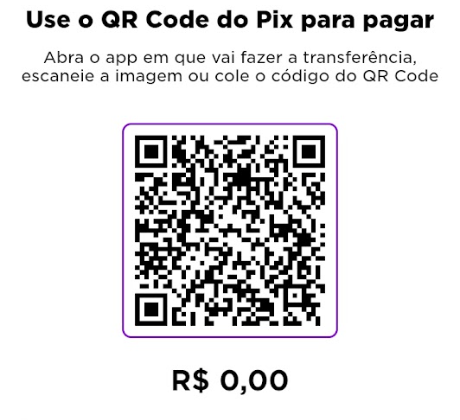 Use o QR Code do Pix para pagar
Abra o app em que vai fazer a transferência,
escaneie a imagem ou cole o código do QR Code
R$ 0,00